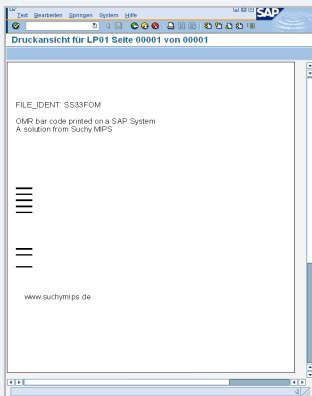 Text Bearbeiten Springen System Hilfe
SAP
Druckansicht für LP01 Seite 00001 von 00001
FILE_IDENT: SS33FOM
OMR bar code printed on a SAP System
A solution from Suchy MIPS
www.suchymips.de